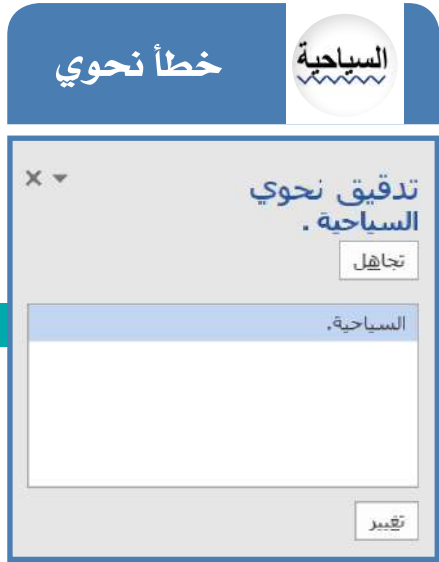 السياحية
خطأ نحوي
تدقيق نحوي
السياحية .
تجاهل
السياحية.
تغيير